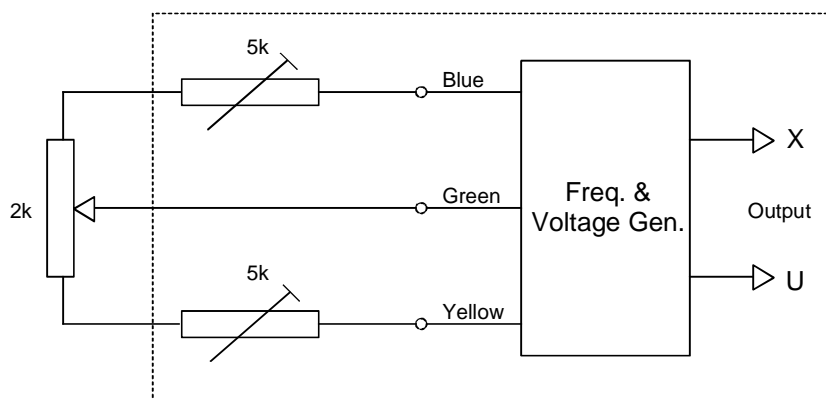 5k
Blue
X
2k
Green
Freq. &
Voltage Gen.
Output
5k
Yellow
U